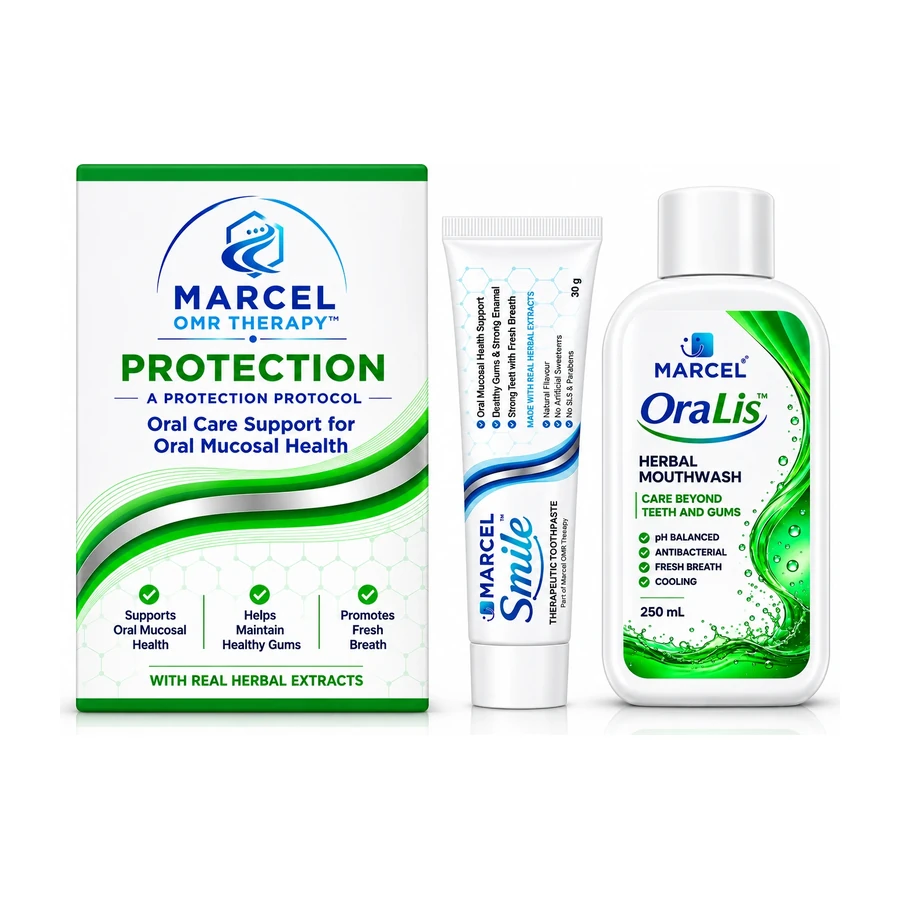 MARCEL
OMR THERAPY™
PROTECTION
A PROTECTION PROTOCOL
Oral Care Support for
Oral Mucosal Health
Supports
Oral Mucosal
Health
Helps
Maintain
Healthy Gums
Promotes
Fresh
Breath
WITH REAL HERBAL EXTRACTS
Oral Mucosal Health Support
Deathy Gums & Strong Enamal
Strong Teetl with Fresh Breath
MADE WITH REAL HERBAL EXTRACTS
Natural Flavour
No Artificial Sweetenrs
No SLS & Parabens
30 g
MARCEL
Smile™
THERAPEUTIC TOOTHPASTE
Part of Marcel OMR Theeapy
MARCEL®
OraLis™
HERBAL
MOUTHWASH
CARE BEYOND
TEETH AND GUMS
pH BALANCED
ANTIBACTERIAL
FRESH BREATH
COOLING
250 mL